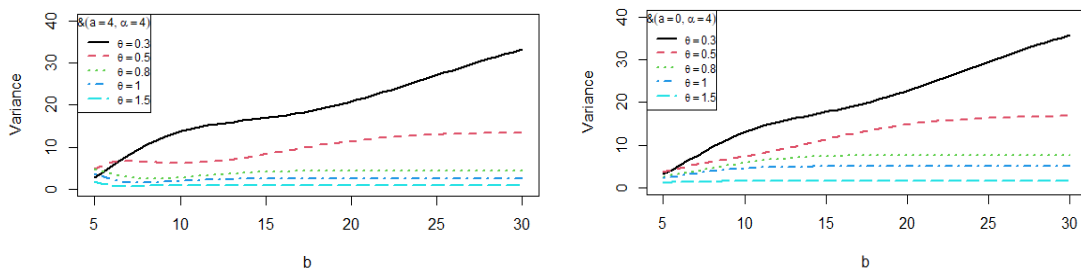 40
30
20
10
0
Variance
&(a = 4, α = 4)
θ = 0.3
θ = 0.5
θ = 0.8
θ = 1
θ = 1.5
5 10 15 20 25 30
b
40
30
20
10
0
Variance
&(a = 0, α = 4)
θ = 0.3
θ = 0.5
θ = 0.8
θ = 1
θ = 1.5
5 10 15 20 25 30
b